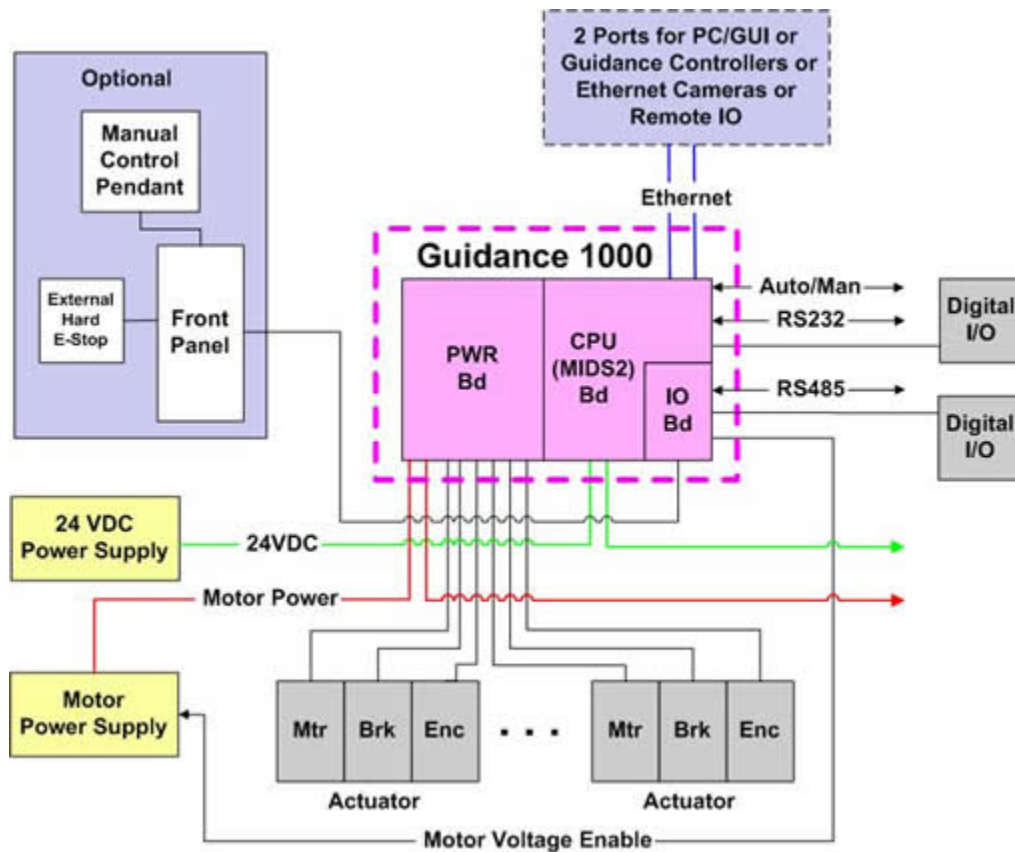 Optional
Manual
Control
Pendant
External
Hard
E-Stop
Front
Panel
2 Ports for PC/GUI or
Guidance Controllers or
Ethernet Cameras or
Remote IO
Ethernet
Guidance 1000
PWR
Bd
CPU
(MIDS2)
Bd
IO
Bd
Auto/Man
RS232
RS485
Digital
I/O
Digital
I/O
24 VDC
Power Supply
24VDC
Motor Power
Motor
Power Supply
Mtr
Brk
Enc
. . .
Mtr
Brk
Enc
Actuator
Actuator
Motor Voltage Enable